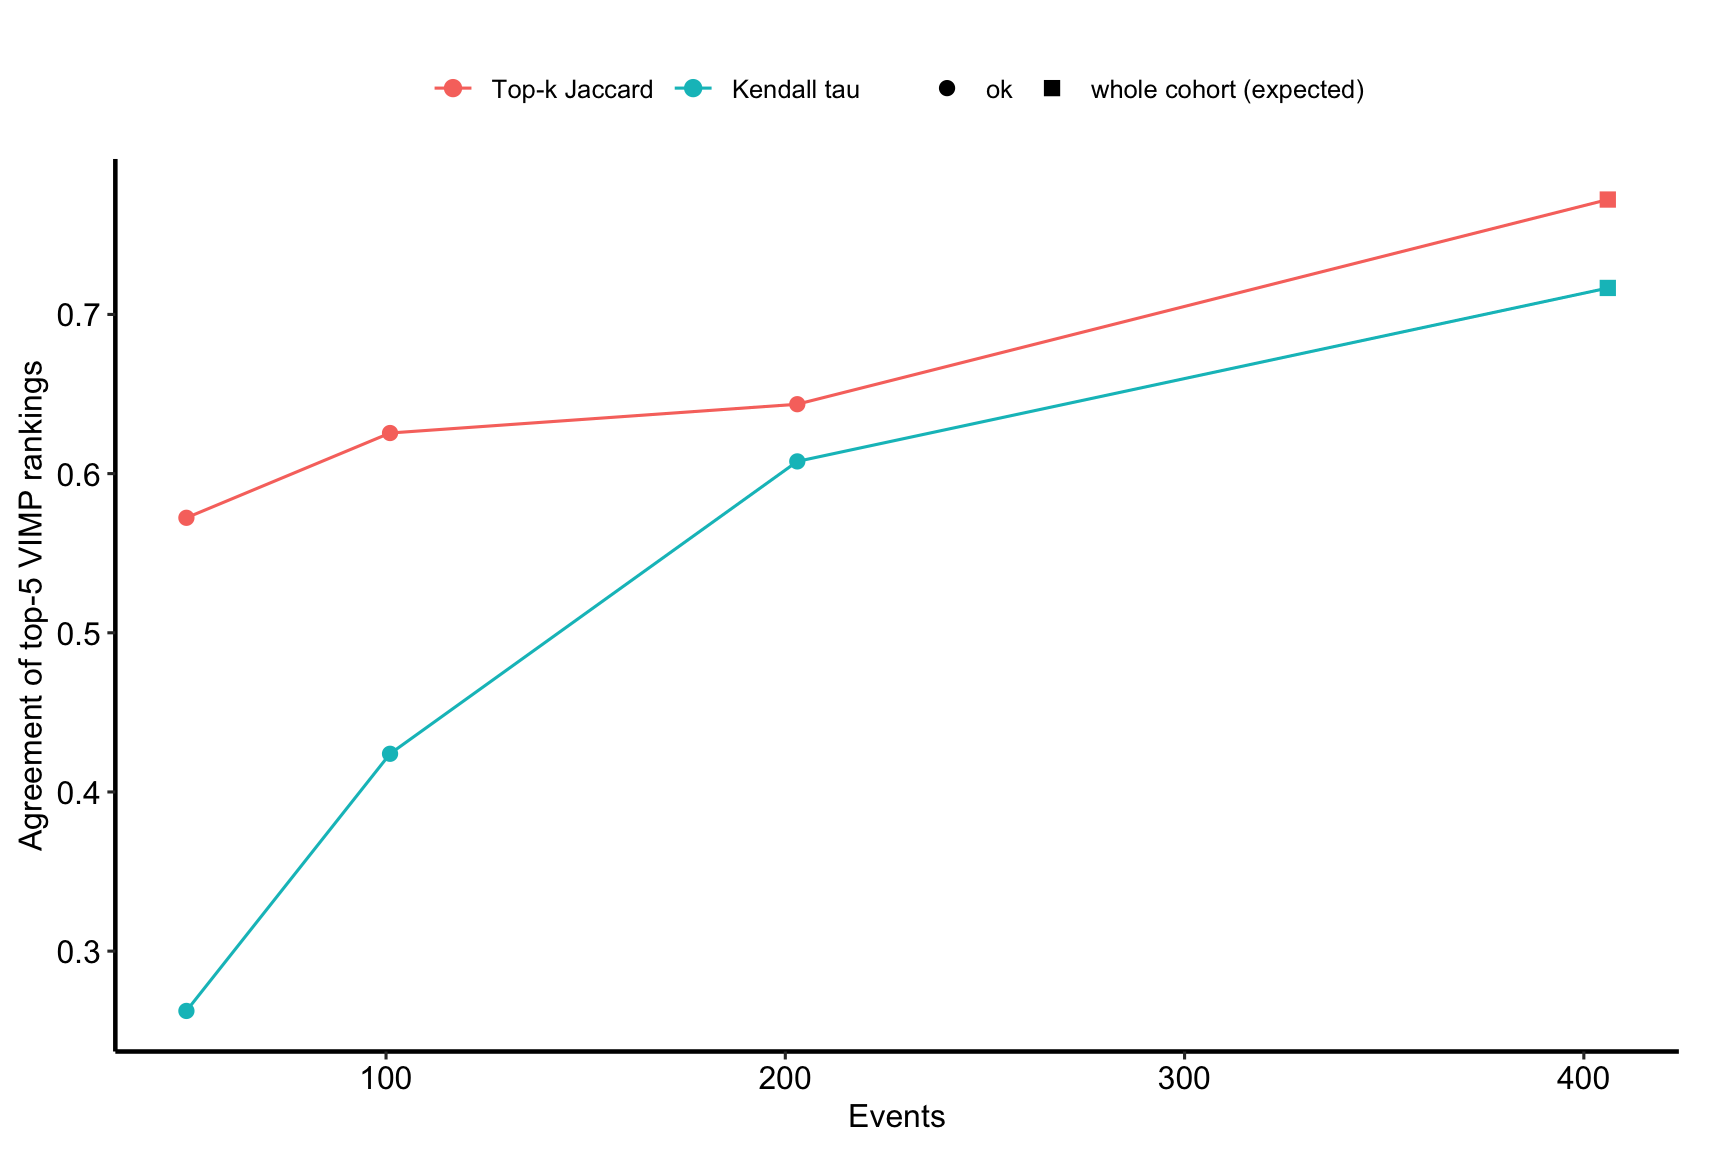 Top-k Jaccard Kendall tau ok whole cohort (expected)
0.7
0.6
0.5
0.4
0.3
Agreement of top-5 VIMP rankings
100 200 300 400
Events